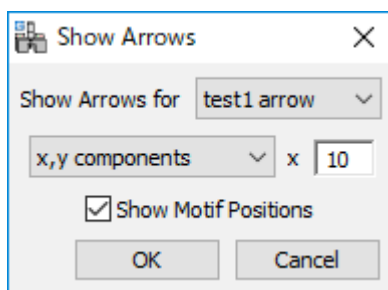 Show Arrows
Show Arrows for test1 arrow
x,y components x 10
Show Motif Positions
OK Cancel